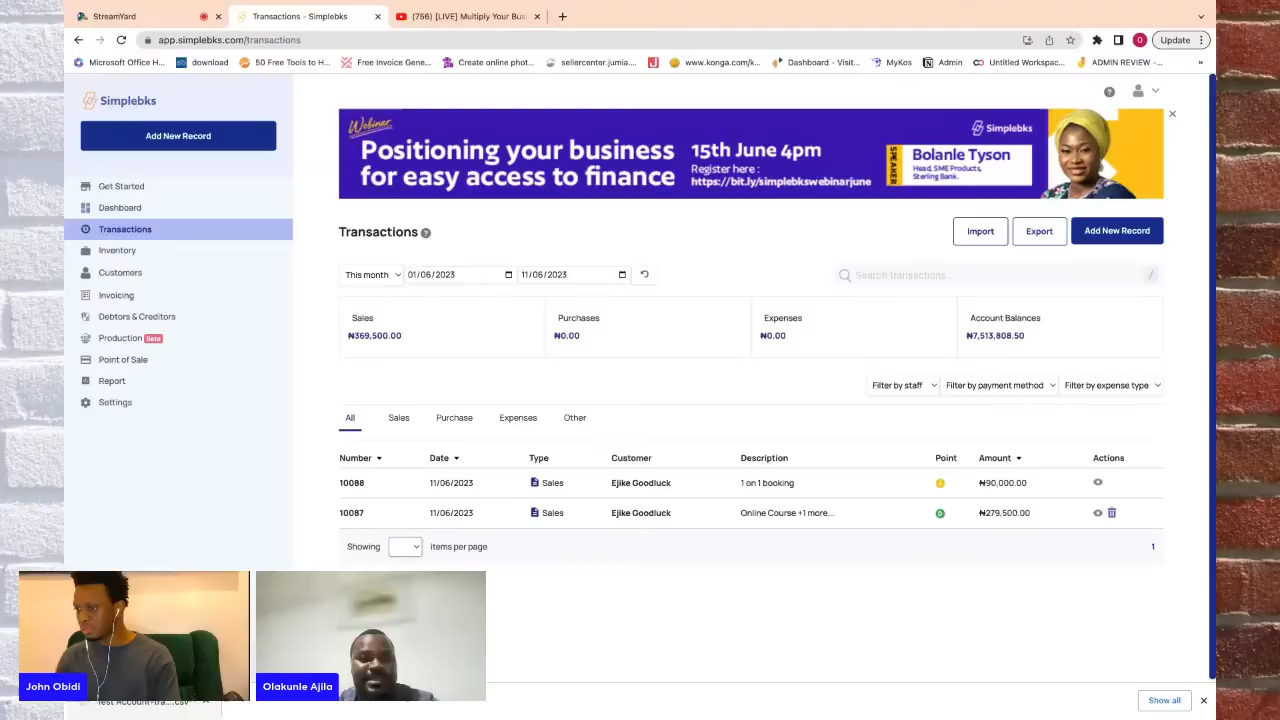 StreamYard
Transactions - Simplebks
(756) [LIVE] Multiply Your Bus
app.simplebks.com/transactions
O
Update
Microsoft Office H...
download
50 Free Tools to H...
Free Invoice Gene...
Create online phot...
sellercenter.jumia....
www.konga.com/k...
Dashboard - Visit...
MyKos
Admin
Untitled Workspac...
ADMIN REVIEW -...
»
Simplebks
Add New Record
Get Started
Dashboard
Transactions
Inventory
Customers
Invoicing
Debtors & Creditors
Production Beta
Point of Sale
Report
Settings
Webinar
Positioning your business
for easy access to finance
15th June 4pm
Register here :
https://bit.ly/simplebkswebinarjune
Simplebks
SPEAKER
Bolanle Tyson
Head, SME Products,
Sterling Bank.
Transactions
Import
Export
Add New Record
This month
01/06/2023
11/06/2023
Search transactions..
/
Sales
₦369,500.00
Purchases
₦0.00
Expenses
₦0.00
Account Balances
₦7,513,808.50
Filter by staff
Filter by payment method
Filter by expense type
All
Sales
Purchase
Expenses
Other
Number
Date
Type
Customer
Description
Point
Amount
Actions
10088
11/06/2023
Sales
Ejike Goodluck
1 on 1 booking
₦90,000.00
10087
11/06/2023
Sales
Ejike Goodluck
Online Course +1 more...
₦279,500.00
Showing
items per page
1
John Obidi
Olakunle Ajila
Test Account-tra....csv
Show all